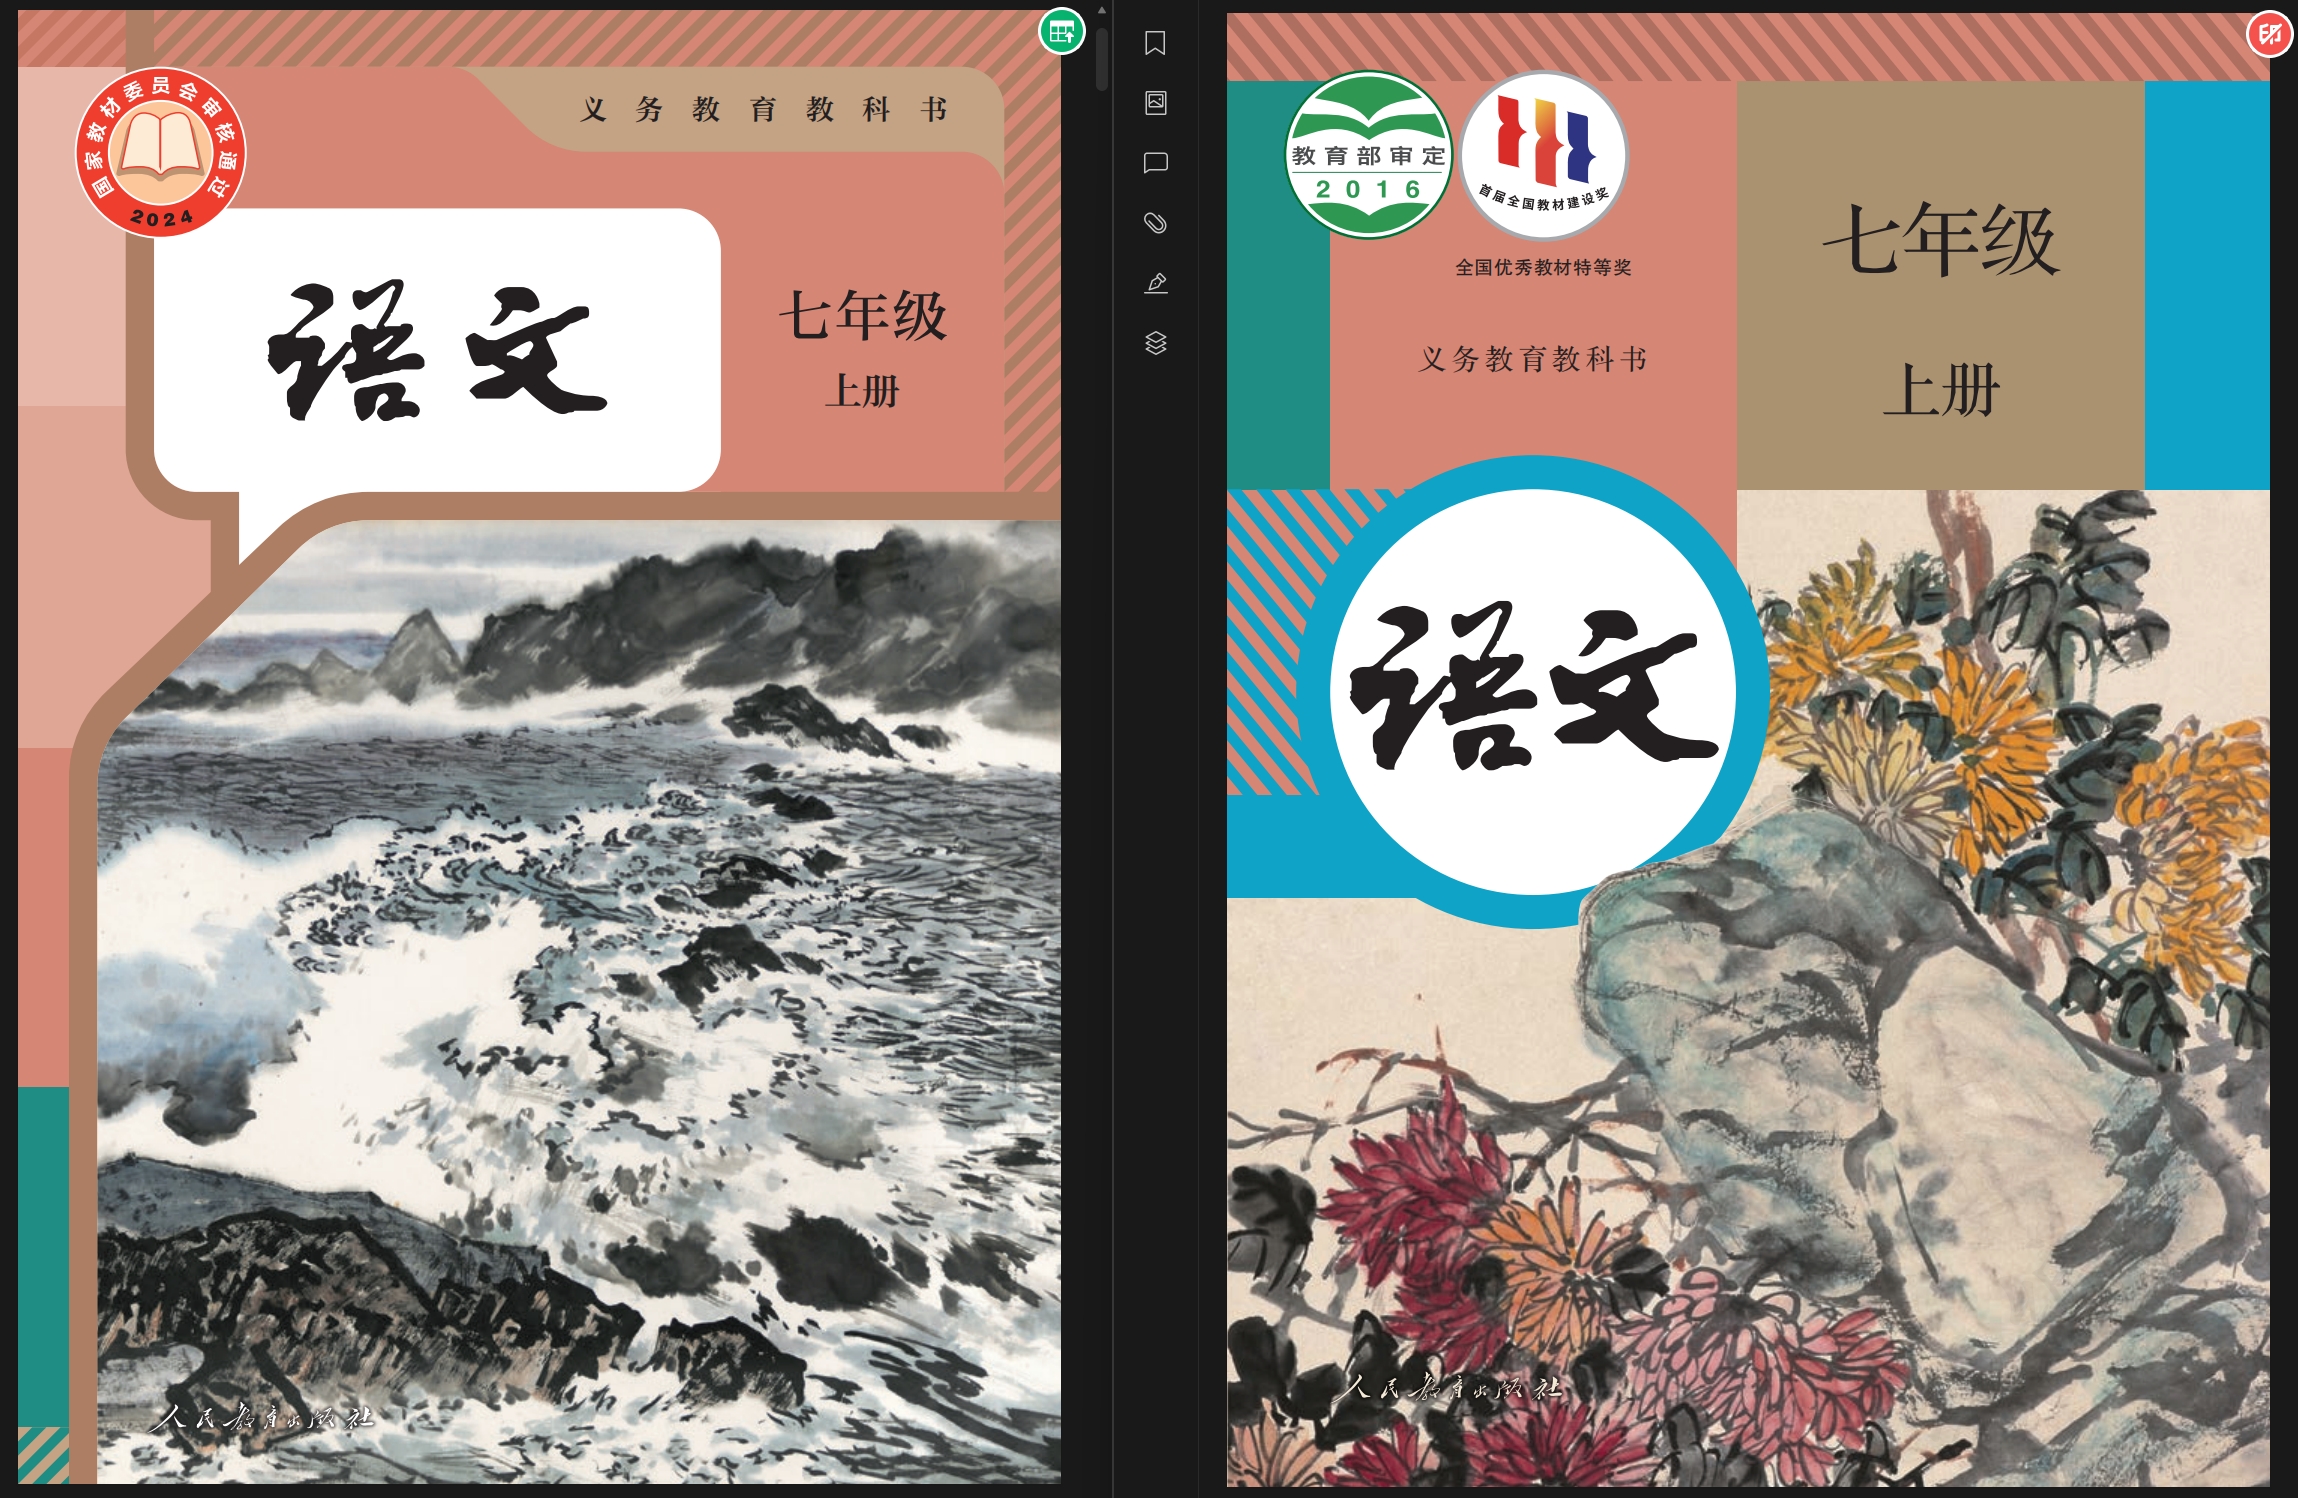 国家教材委员会审核通过
2024
义务教育教科书
语文
七年级
上册
人民教育出版社
教育部审定
2016
首届全国教材建设奖
全国优秀教材特等奖
义务教育教科书
七年级
上册
语文
人民教育出版社